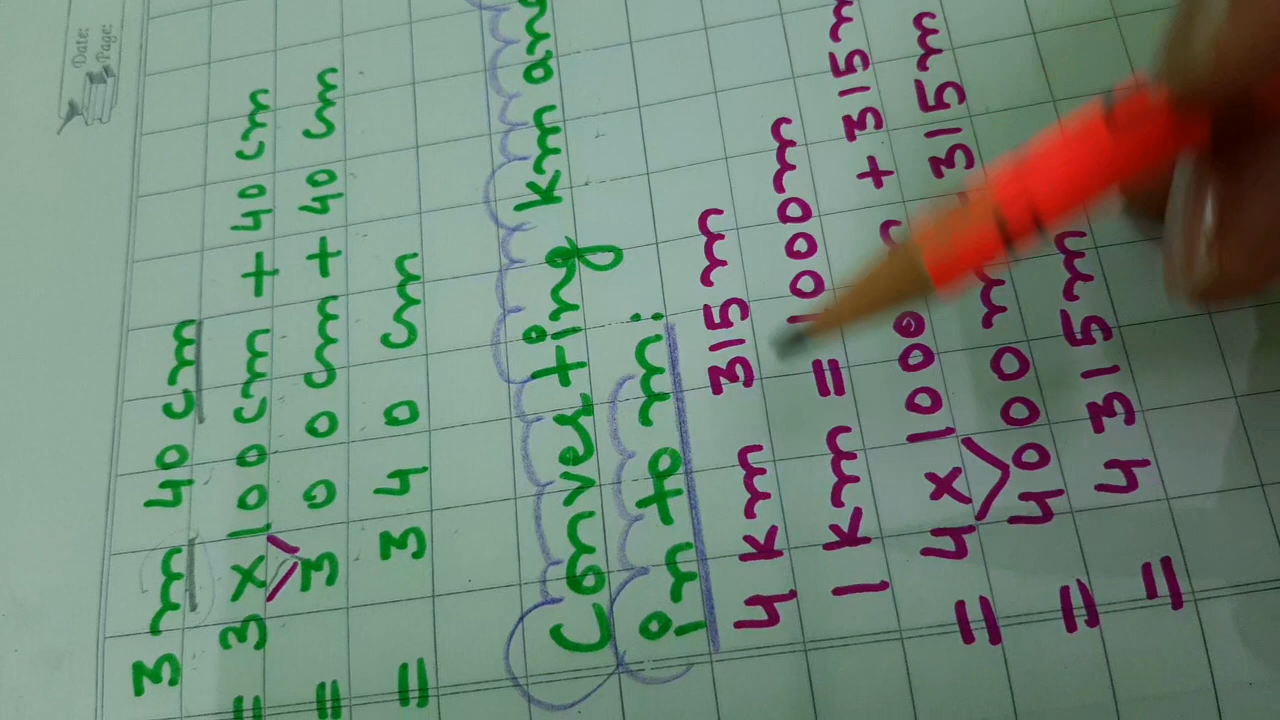 Date:
Page:
3 m 40 cm
= 3 x 100 cm + 40 cm
= 300 cm + 40 cm
= 340 cm
Converting km and
in to m:
4 km 315 m
1 km = 1000 m
= 4 x 1000 m + 315 m
= 4000 m 315 m
= 4315 m